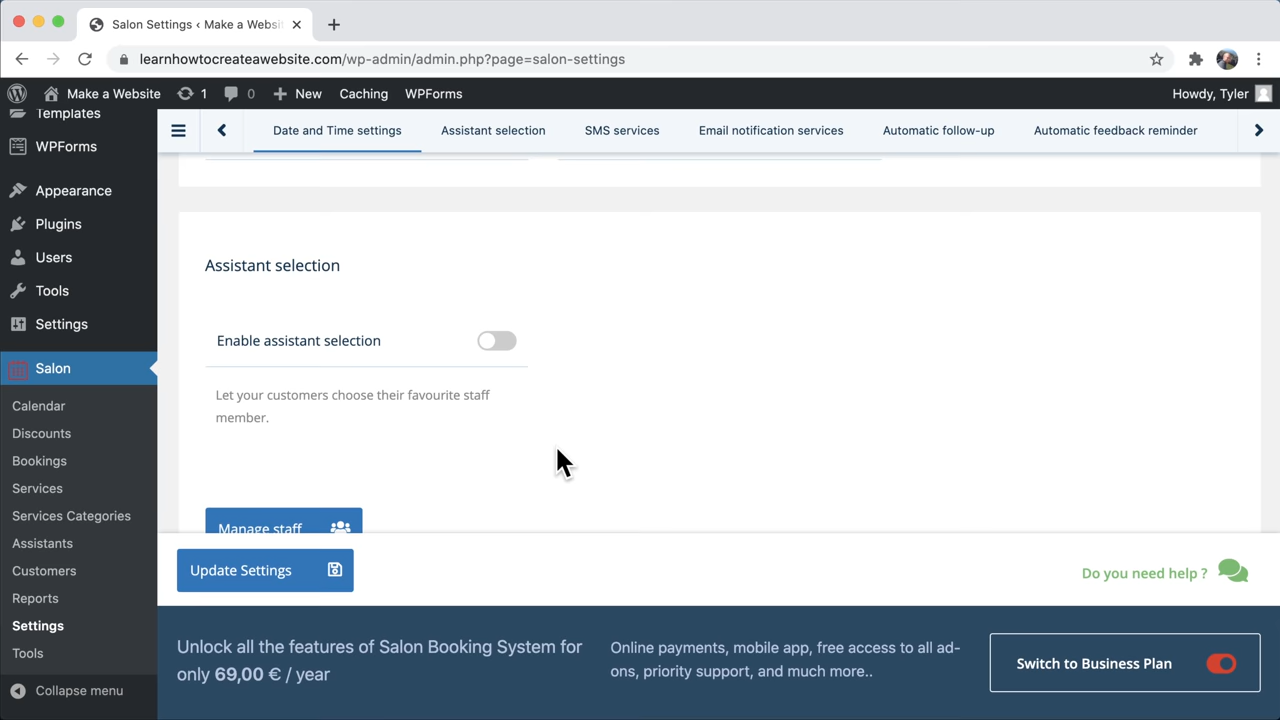 Salon Settings ‹ Make a Websi
learnhowtocreateawebsite.com/wp-admin/admin.php?page=salon-settings
Make a Website 1 0 New Caching WPForms Howdy, Tyler
Templates
WPForms
Appearance
Plugins
Users
Tools
Settings
Salon
Calendar
Discounts
Bookings
Services
Services Categories
Assistants
Customers
Reports
Settings
Tools
Collapse menu
Date and Time settings Assistant selection SMS services Email notification services Automatic follow-up Automatic feedback reminder
Assistant selection
Enable assistant selection
Let your customers choose their favourite staff
member.
Manage staff
Update Settings
Do you need help ?
Unlock all the features of Salon Booking System for
only 69,00 € / year
Online payments, mobile app, free access to all ad-
ons, priority support, and much more..
Switch to Business Plan